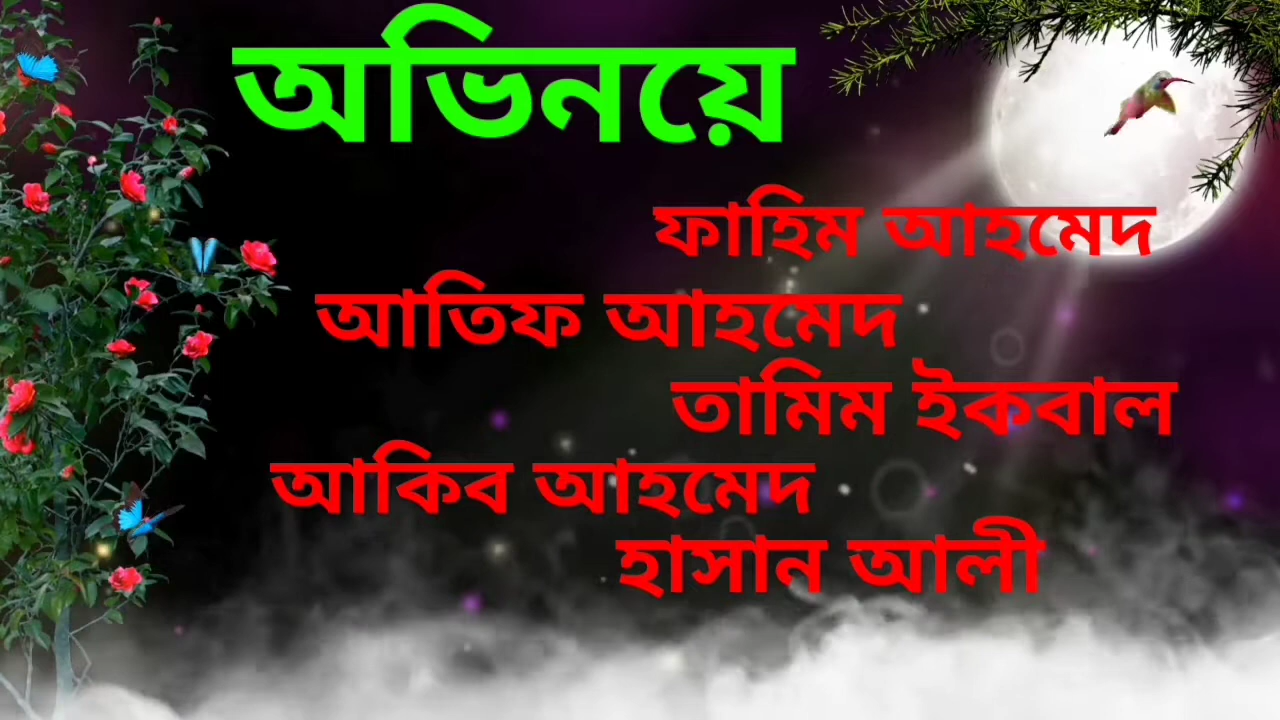 অভিনয়ে
ফাহিম আহমেদ
আতিফ আহমেদ
তামিম ইকবাল
আকিব আহমেদ
হাসান আলী